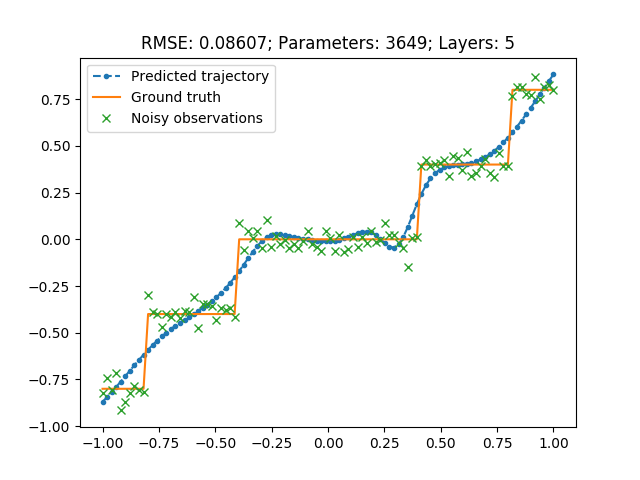 RMSE: 0.08607; Parameters: 3649; Layers: 5
Predicted trajectory
Ground truth
Noisy observations
0.75
0.50
0.25
0.00
−0.25
−0.50
−0.75
−1.00
−1.00 −0.75 −0.50 −0.25 0.00 0.25 0.50 0.75 1.00